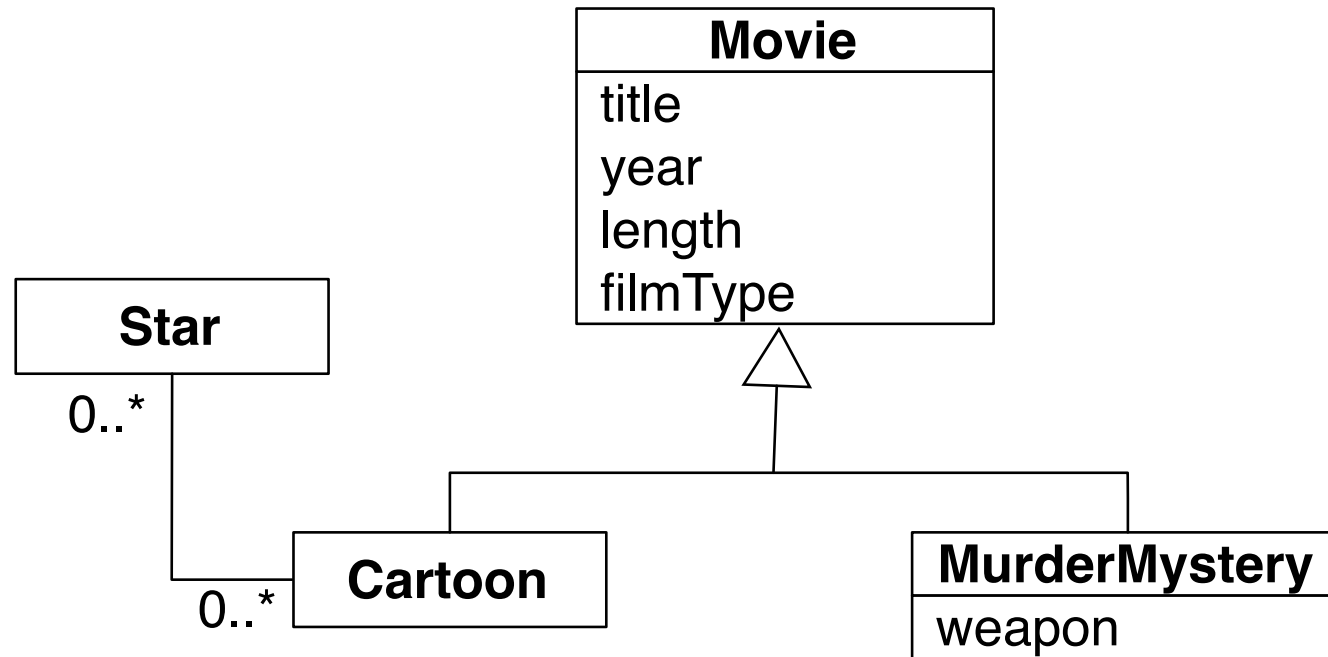 Movie
title
year
length
filmType
Star
0..*
0..*
Cartoon
MurderMystery
weapon